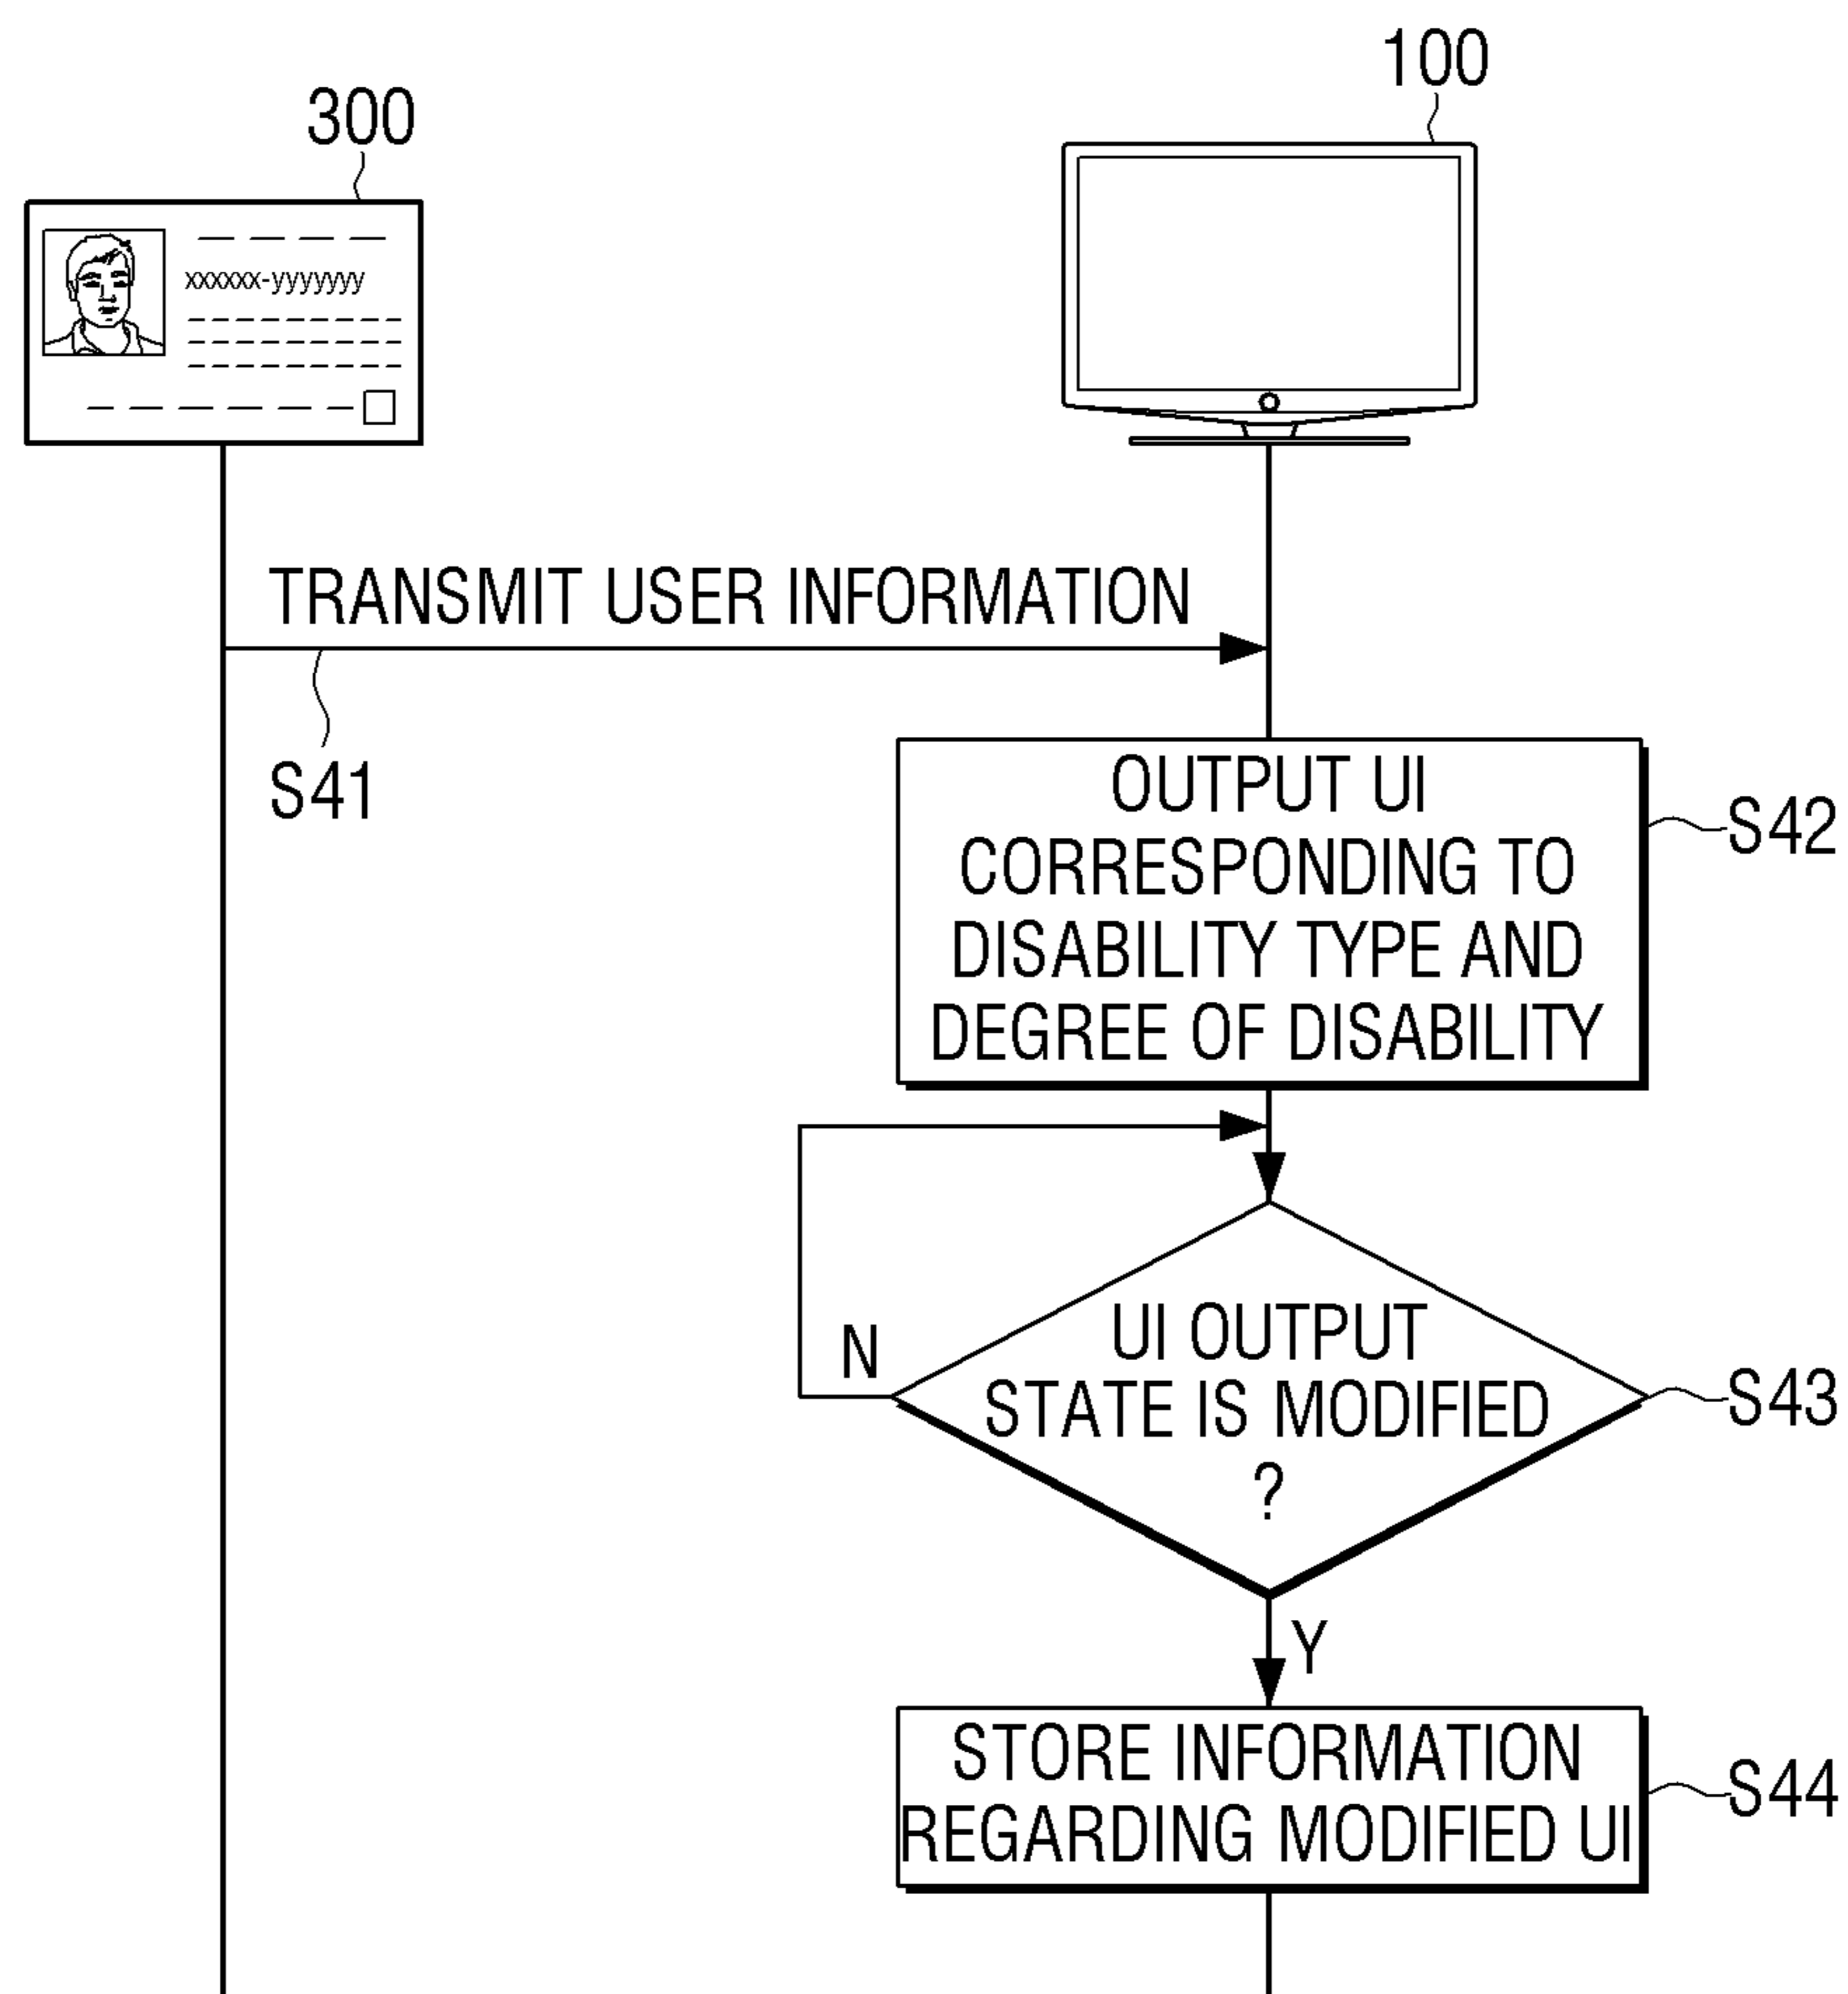 100
300
xxxxxx-yyyyyyy
TRANSMIT USER INFORMATION
S41
OUTPUT UI
CORRESPONDING TO
DISABILITY TYPE AND
DEGREE OF DISABILITY
S42
N
UI OUTPUT
STATE IS MODIFIED
?
S43
Y
STORE INFORMATION
REGARDING MODIFIED UI
S44